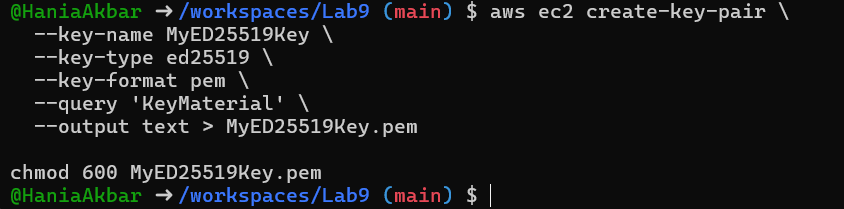 @HaniaAkbar ➜ /workspaces/Lab9 (main) $ aws ec2 create-key-pair \
  --key-name MyED25519Key \
  --key-type ed25519 \
  --key-format pem \
  --query 'KeyMaterial' \
  --output text > MyED25519Key.pem

chmod 600 MyED25519Key.pem
@HaniaAkbar ➜ /workspaces/Lab9 (main) $